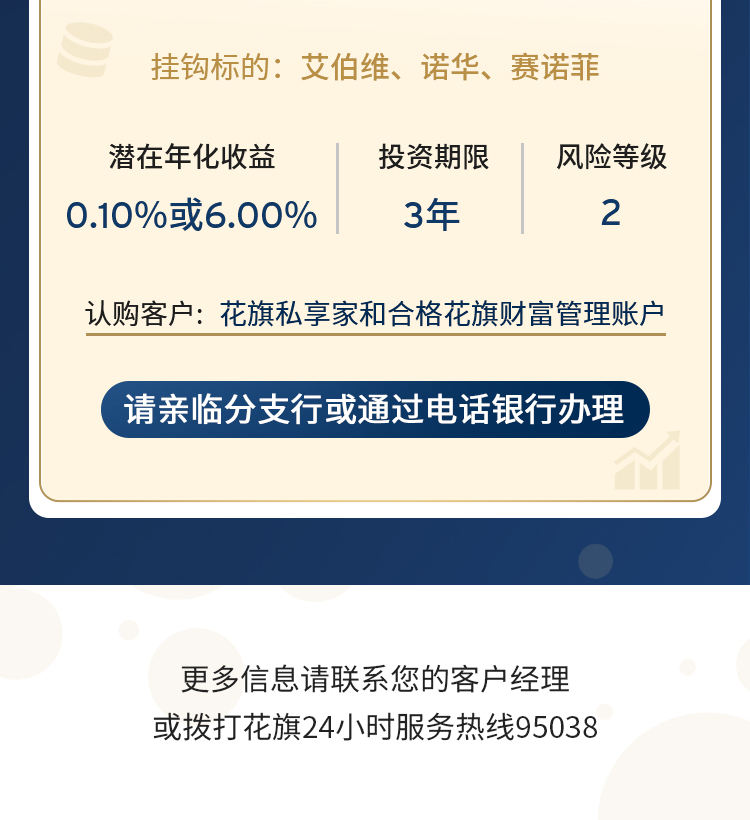 挂钩标的：艾伯维、诺华、赛诺菲
潜在年化收益
0.10%或6.00%
投资期限
3年
风险等级
2
认购客户：花旗私享家和合格花旗财富管理账户
请亲临分支行或通过电话银行办理
更多信息请联系您的客户经理
或拨打花旗24小时服务热线95038